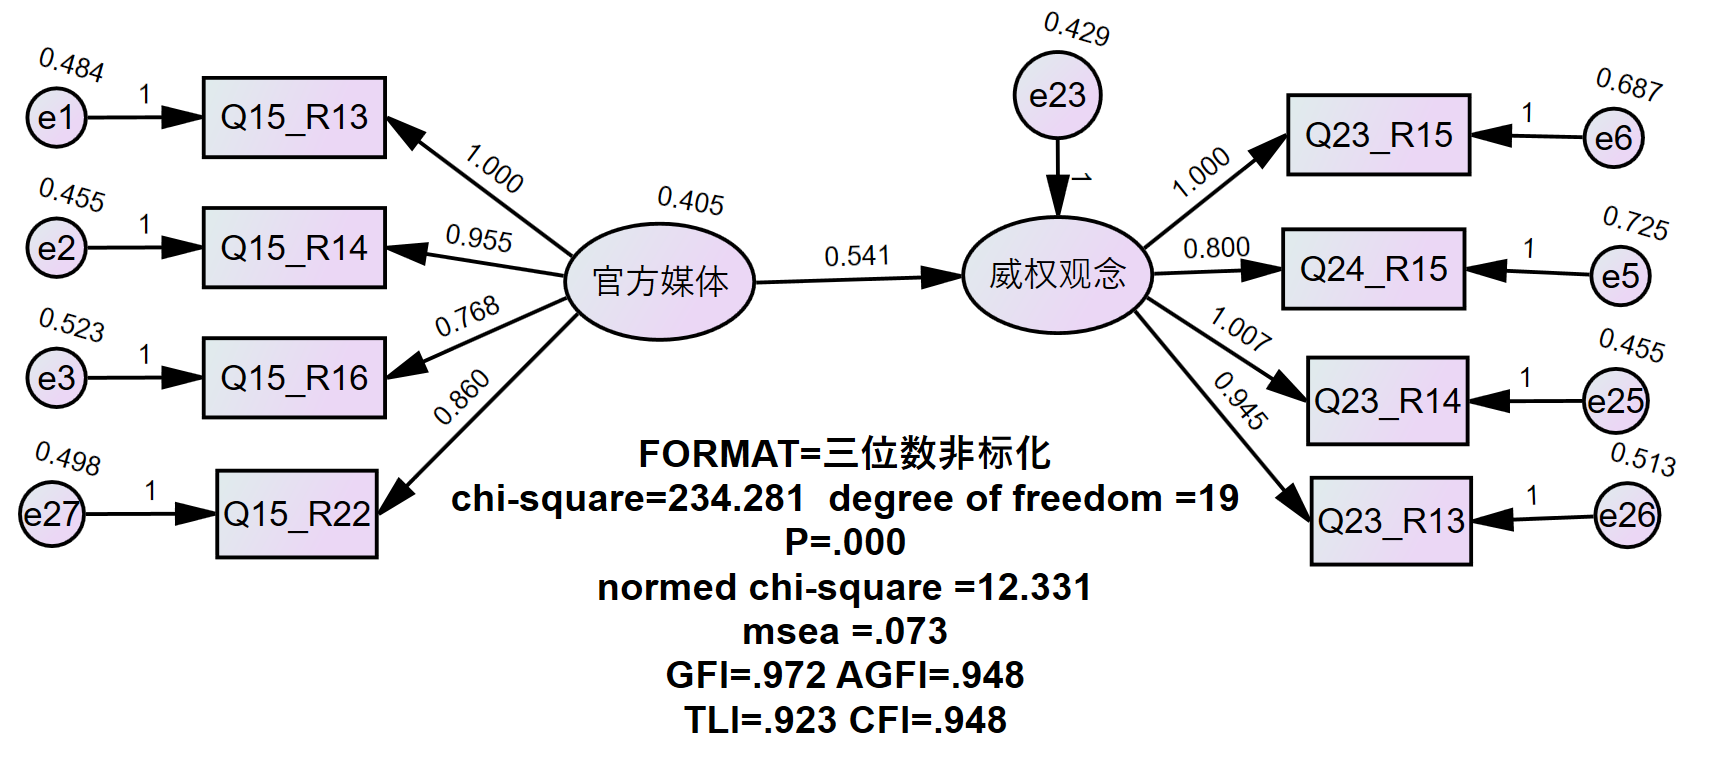 0.484
e1
1
Q15_R13
1.000
0.455
e2
1
Q15_R14
0.955
0.523
e3
1
Q15_R16
0.768
0.498
e27
1
Q15_R22
0.860
0.405
官方媒体
0.541
0.429
e23
1
威权观念
1.000
Q23_R15
1
0.687
e6
0.800
Q24_R15
1
0.725
e5
1.007
Q23_R14
1
0.455
e25
0.945
Q23_R13
1
0.513
e26
FORMAT=三位数非标化
chi-square=234.281 degree of freedom =19
P=.000
normed chi-square =12.331
msea =.073
GFI=.972 AGFI=.948
TLI=.923 CFI=.948